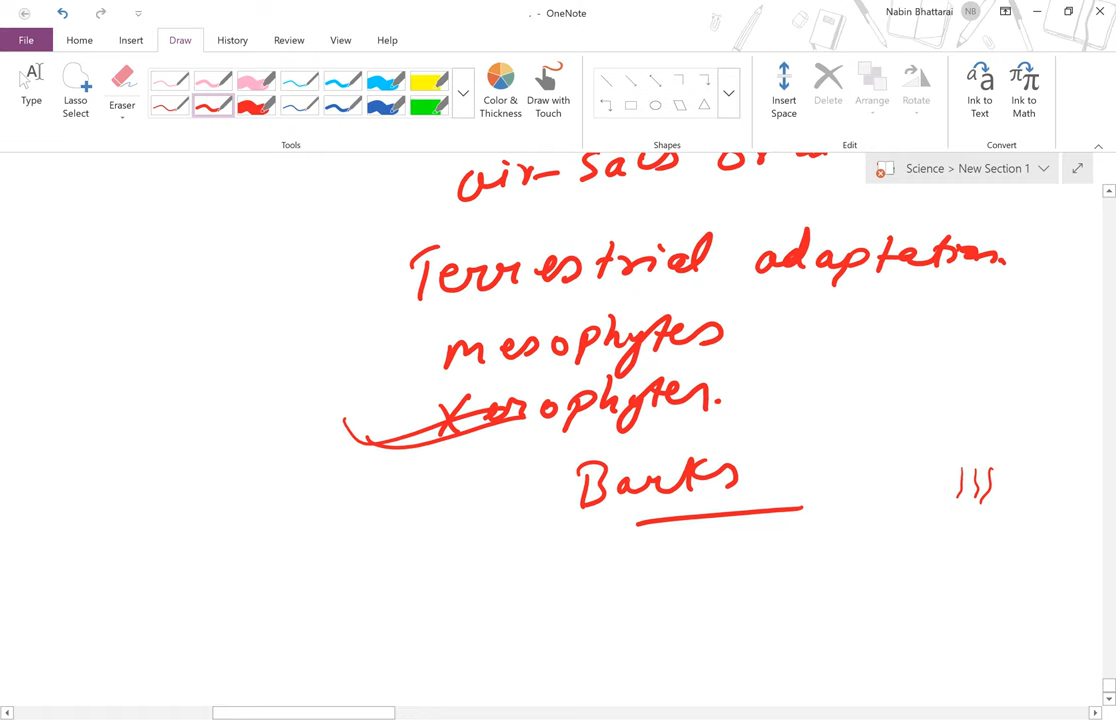 . - OneNote
Nabin Bhattarai NB
File Home Insert Draw History Review View Help
Type
Lasso Select
Eraser
Color & Thickness
Draw with Touch
Insert Space
Delete
Arrange
Rotate
Ink to Text
Ink to Math
Tools
Shapes
Edit
Convert
Science > New Section 1
air-sacs
Terrestrial adaptation.
mesophytes
Xerophytes.
Barks